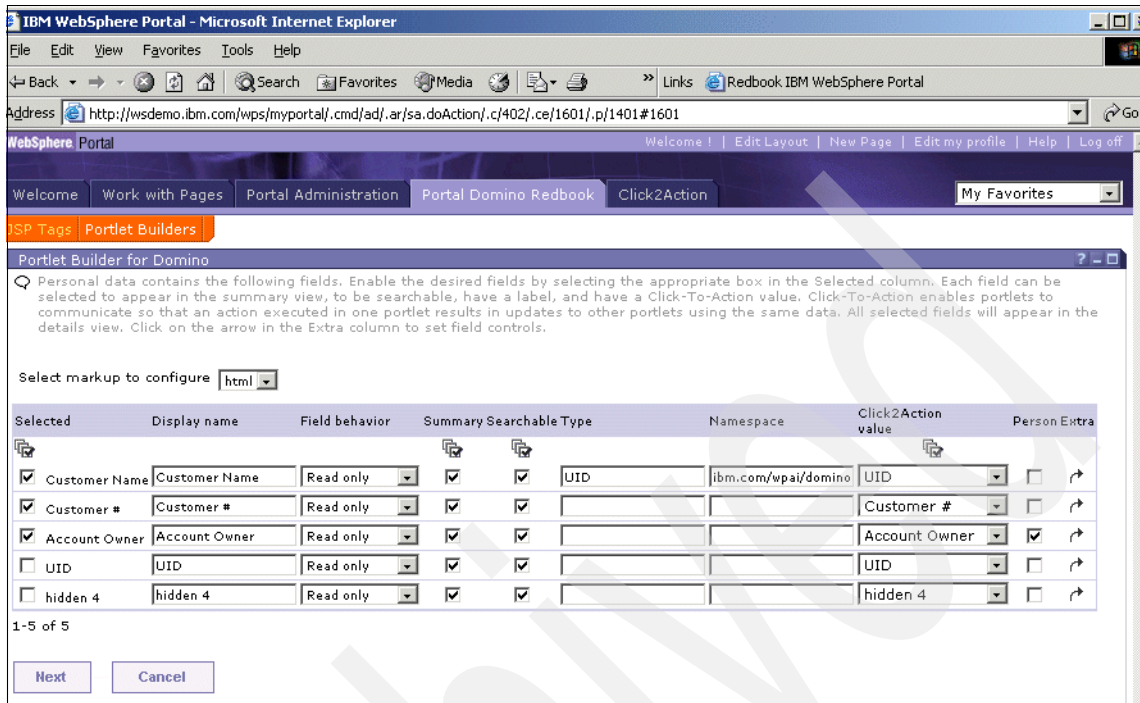 IBM WebSphere Portal - Microsoft Internet Explorer
File Edit View Favorites Tools Help
Back Search Favorites Media » Links Redbook IBM WebSphere Portal
Address http://wsdemo.ibm.com/wps/myportal/.cmd/ad/.ar/sa.doAction/.c/402/.ce/1601/.p/1401#1601 Go
WebSphere Portal Welcome ! | Edit Layout | New Page | Edit my profile | Help | Log off
Welcome Work with Pages Portal Administration Portal Domino Redbook Click2Action My Favorites
JSP Tags Portlet Builders
Portlet Builder for Domino ?
Personal data contains the following fields. Enable the desired fields by selecting the appropriate box in the Selected column. Each field can be
selected to appear in the summary view, to be searchable, have a label, and have a Click-To-Action value. Click-To-Action enables portlets to
communicate so that an action executed in one portlet results in updates to other portlets using the same data. All selected fields will appear in the
details view. Click on the arrow in the Extra column to set field controls.
Select markup to configure html
Selected Display name Field behavior Summary Searchable Type Namespace Click2Action value Person Extra
Customer Name Customer Name Read only UID ibm.com/wpai/domino UID
Customer # Customer # Read only Customer #
Account Owner Account Owner Read only Account Owner
UID UID Read only UID
hidden 4 hidden 4 Read only hidden 4
1-5 of 5
Next Cancel